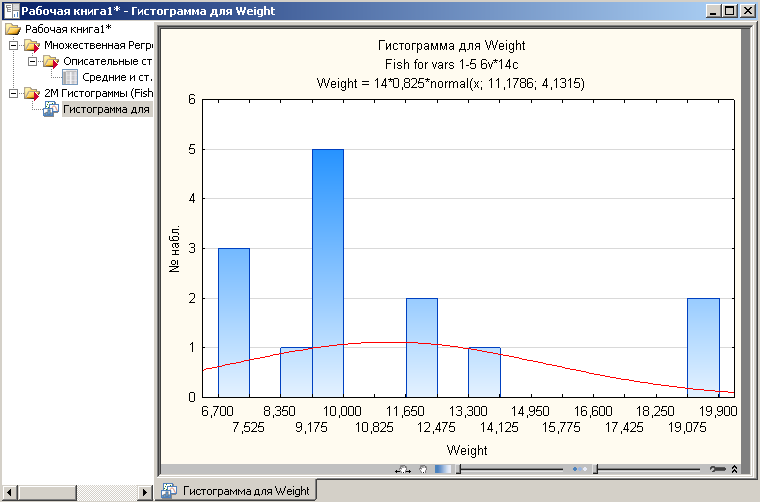 Рабочая книга1* - Гистограмма для Weight
Рабочая книга1*
Множественная Регре
Описательные ст
Средние и ст.
2М Гистограммы (Fish
Гистограмма для
Гистограмма для Weight
Fish for vars 1-5 6v*14c
Weight = 14*0,825*normal(x; 11,1786; 4,1315)
6
5
4
3
2
1
0
№ набл.
6,700 8,350 10,000 11,650 13,300 14,950 16,600 18,250 19,900
7,525 9,175 10,825 12,475 14,125 15,775 17,425 19,075
Weight
Гистограмма для Weight